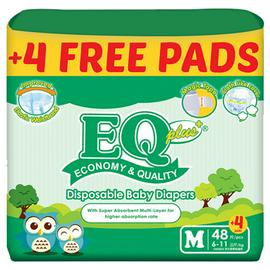 +4 FREE PADS
EQ
plus+
ECONOMY & QUALITY
Disposable Baby Diapers
With Super Absorbent Multi-Layer for
higher absorption rate
M
48
+4
6-11